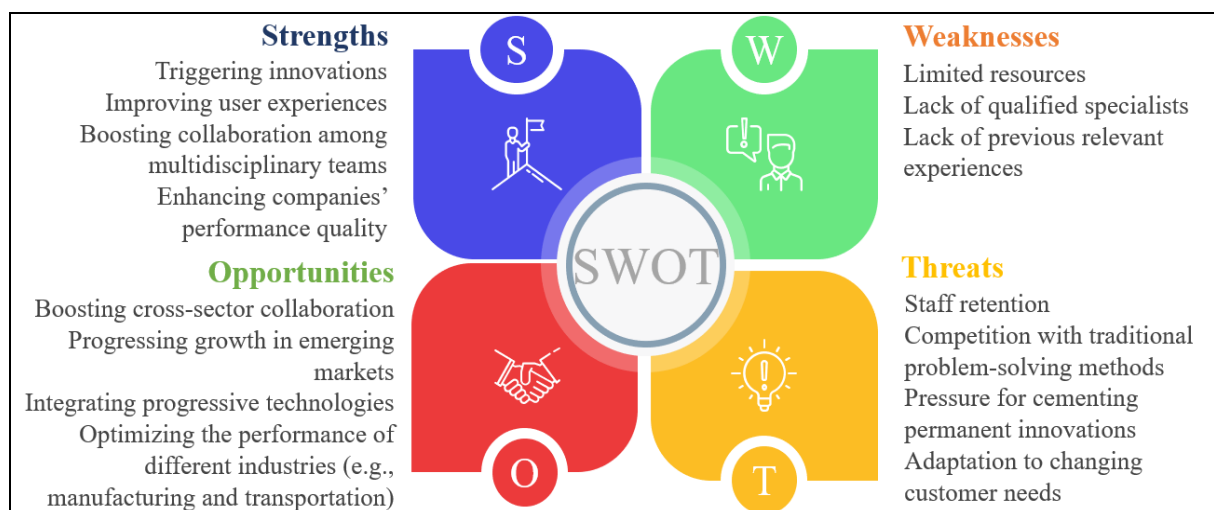 Strengths
Triggering innovations
Improving user experiences
Boosting collaboration among
multidisciplinary teams
Enhancing companies’
performance quality
S
W
Weaknesses
Limited resources
Lack of qualified specialists
Lack of previous relevant
experiences
SWOT
Opportunities
Boosting cross-sector collaboration
Progressing growth in emerging
markets
Integrating progressive technologies
Optimizing the performance of
different industries (e.g.,
manufacturing and transportation)
O
T
Threats
Staff retention
Competition with traditional
problem-solving methods
Pressure for cementing
permanent innovations
Adaptation to changing
customer needs